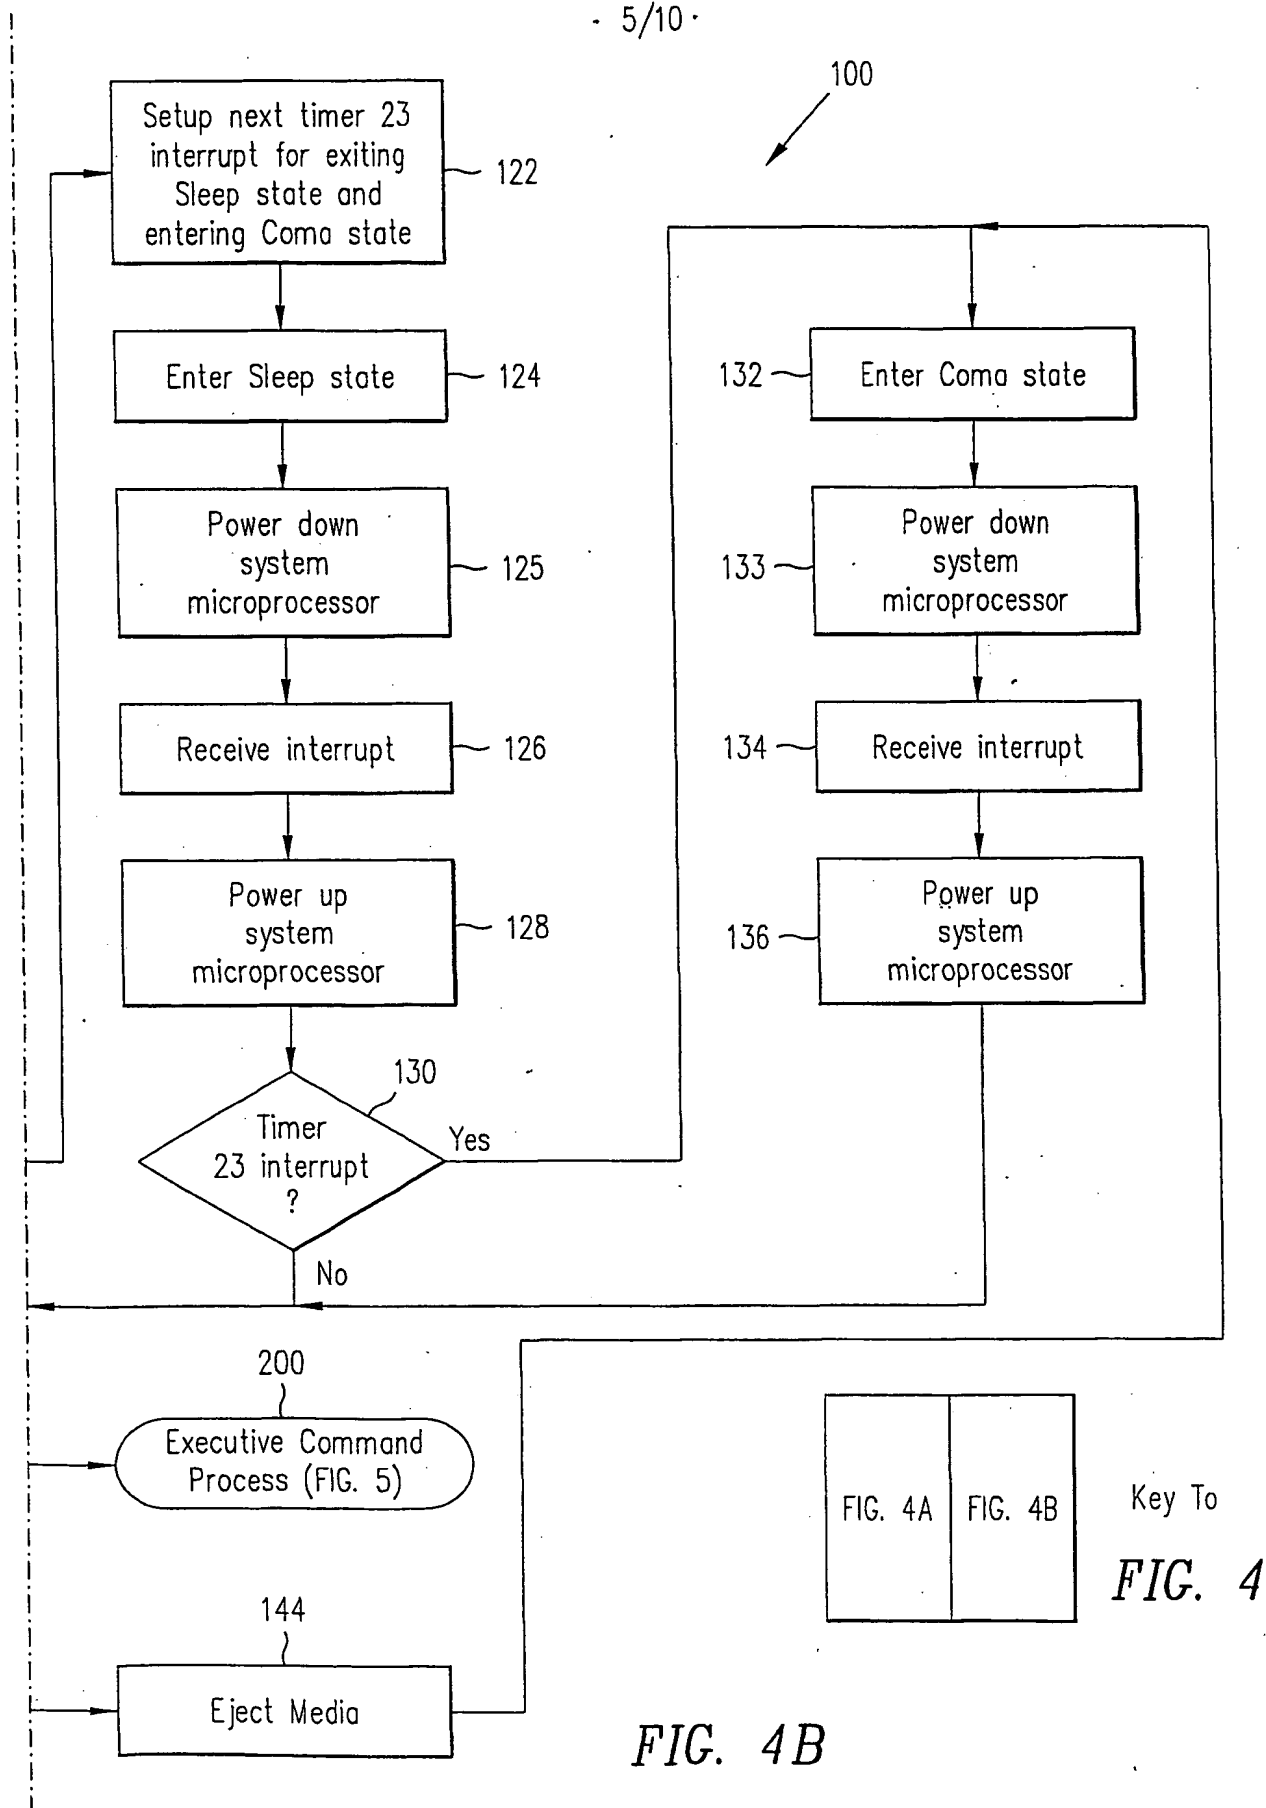 5/10
100
Setup next timer 23
interrupt for exiting
Sleep state and
entering Coma state
122
Enter Sleep state
124
Power down
system
microprocessor
125
Receive interrupt
126
Power up
system
microprocessor
128
130
Timer
23 interrupt
?
Yes
No
132
Enter Coma state
133
Power down
system
microprocessor
134
Receive interrupt
136
Power up
system
microprocessor
200
Executive Command
Process (FIG. 5)
144
Eject Media
FIG. 4A
FIG. 4B
Key To
FIG. 4
FIG. 4B